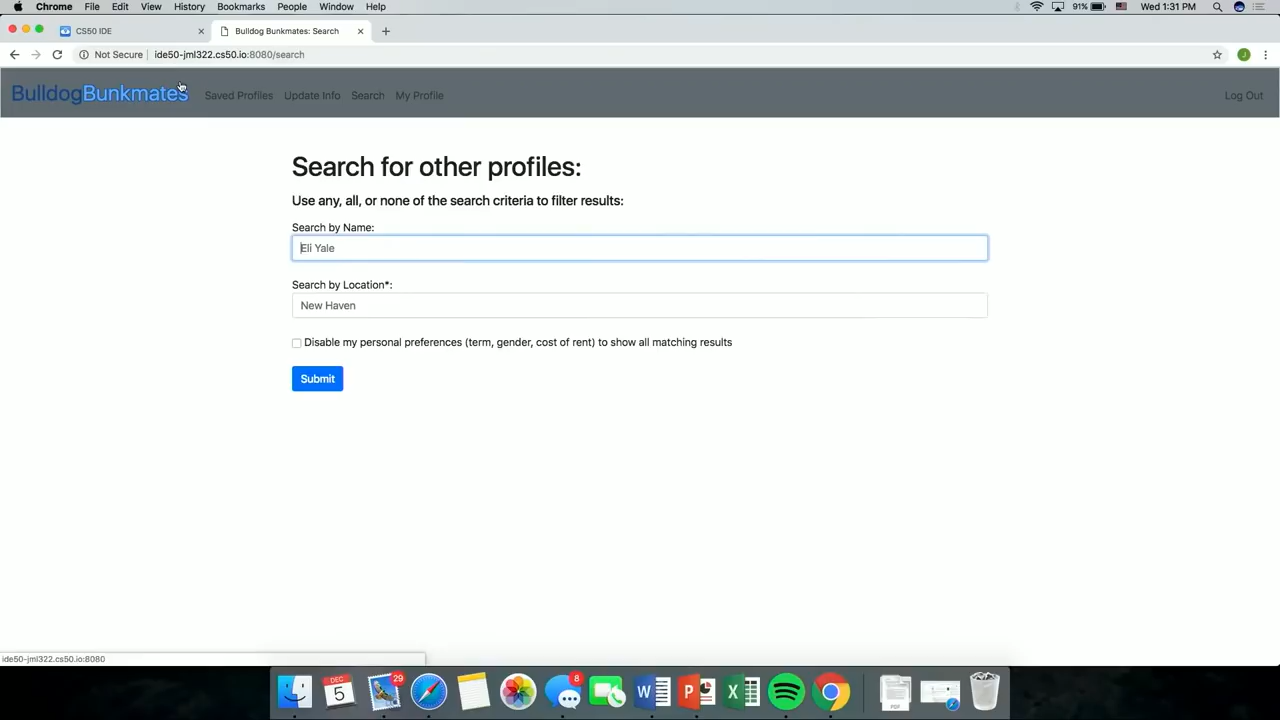 Chrome File Edit View History Bookmarks People Window Help 91% Wed 1:31 PM
CS50 IDE Bulldog Bunkmates: Search
Not Secure ide50-jml322.cs50.io:8080/search
BulldogBunkmates Saved Profiles Update Info Search My Profile Log Out
Search for other profiles:
Use any, all, or none of the search criteria to filter results:
Search by Name:
Eli Yale
Search by Location*:
New Haven
Disable my personal preferences (term, gender, cost of rent) to show all matching results
Submit
ide50-jml322.cs50.io:8080
DEC 5 29 8 W P X PDF